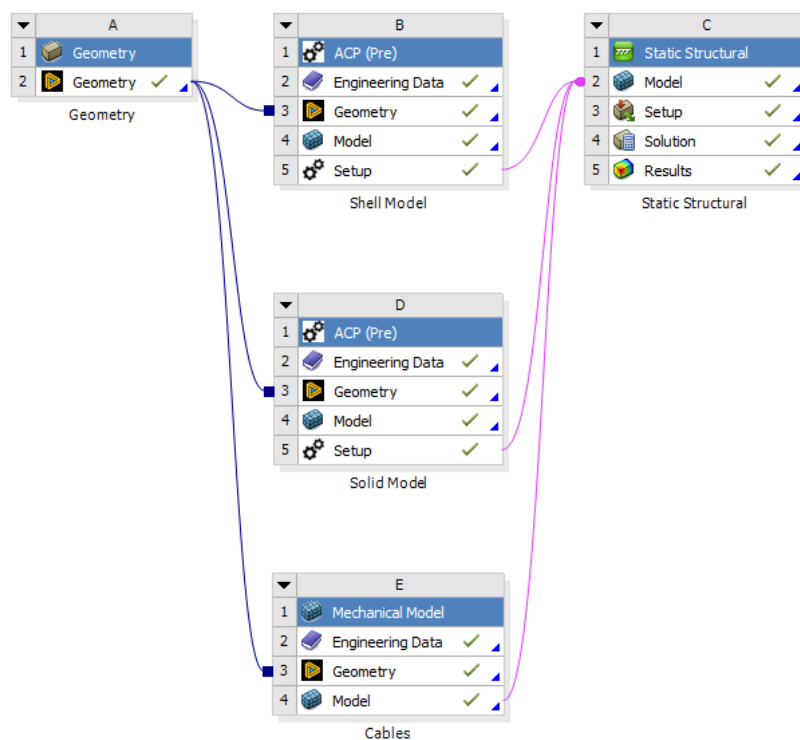 A
1 Geometry
2 Geometry
Geometry
B
1 ACP (Pre)
2 Engineering Data
3 Geometry
4 Model
5 Setup
Shell Model
C
1 Static Structural
2 Model
3 Setup
4 Solution
5 Results
Static Structural
D
1 ACP (Pre)
2 Engineering Data
3 Geometry
4 Model
5 Setup
Solid Model
E
1 Mechanical Model
2 Engineering Data
3 Geometry
4 Model
Cables